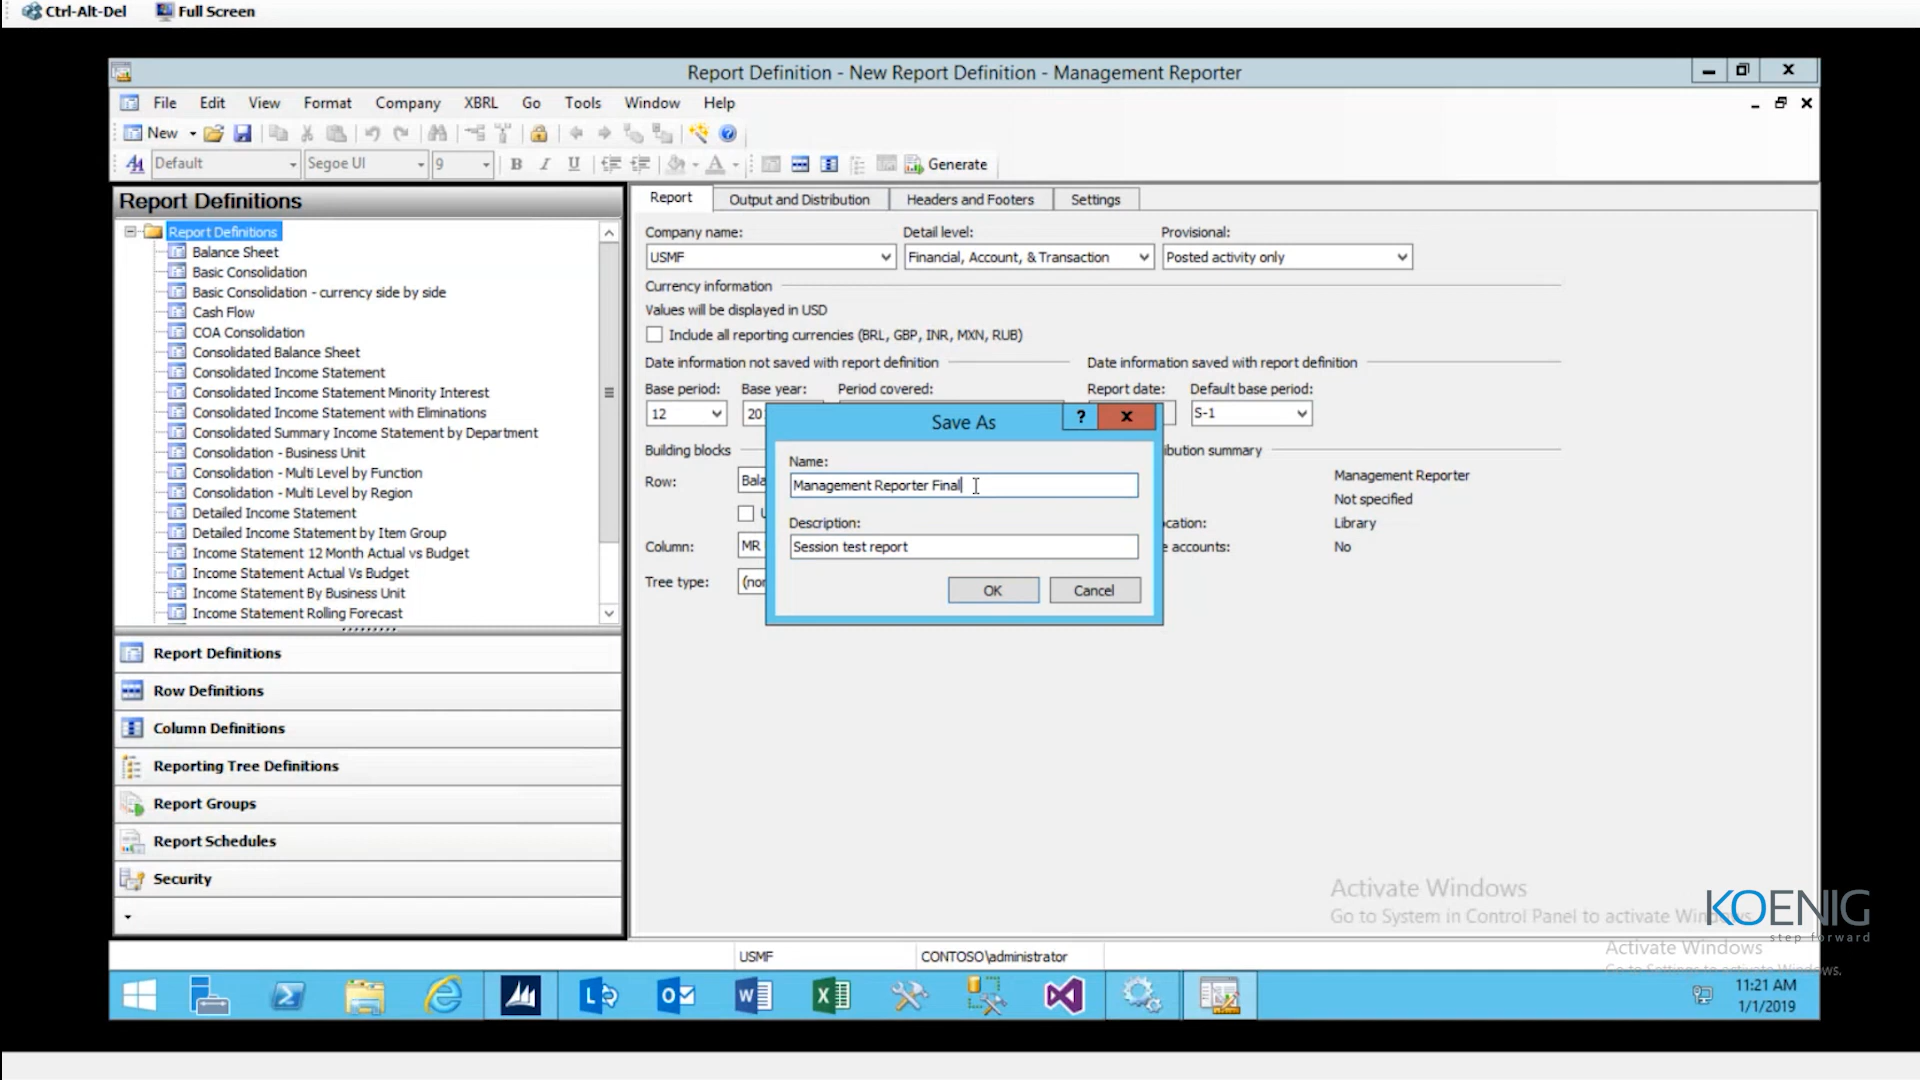 Ctrl-Alt-Del Full Screen
Report Definition - New Report Definition - Management Reporter
File Edit View Format Company XBRL Go Tools Window Help
New
Default Segoe UI 9 B I U A Generate
Report Definitions
Report Definitions
Balance Sheet
Basic Consolidation
Basic Consolidation - currency side by side
Cash Flow
COA Consolidation
Consolidated Balance Sheet
Consolidated Income Statement
Consolidated Income Statement Minority Interest
Consolidated Income Statement with Eliminations
Consolidated Summary Income Statement by Department
Consolidation - Business Unit
Consolidation - Multi Level by Function
Consolidation - Multi Level by Region
Detailed Income Statement
Detailed Income Statement by Item Group
Income Statement 12 Month Actual vs Budget
Income Statement Actual Vs Budget
Income Statement By Business Unit
Income Statement Rolling Forecast
Report Definitions
Row Definitions
Column Definitions
Reporting Tree Definitions
Report Groups
Report Schedules
Security
Report Output and Distribution Headers and Footers Settings
Company name: Detail level: Provisional:
USMF Financial, Account, & Transaction Posted activity only
Currency information
Values will be displayed in USD
Include all reporting currencies (BRL, GBP, INR, MXN, RUB)
Date information not saved with report definition Date information saved with report definition
Base period: Base year: Period covered: Report date: Default base period:
12 S-1
Building blocks
Row:
Column: MR
Tree type:
Save As
? X
Name:
Management Reporter Final
Description:
Session test report
OK Cancel
Management Reporter
Not specified
Library
No
Activate Windows
Go to System in Control Panel to activate
KOENIG
step forward
Activate Windows
USMF CONTOSO\administrator
11:21 AM
1/1/2019